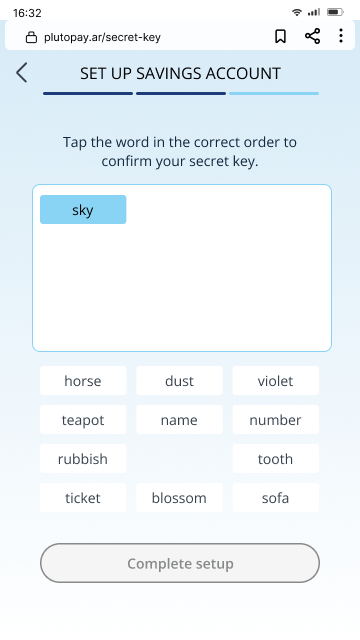 16:32
plutopay.ar/secret-key
SET UP SAVINGS ACCOUNT
Tap the word in the correct order to
confirm your secret key.
sky
horse dust violet
teapot name number
rubbish tooth
ticket blossom sofa
Complete setup